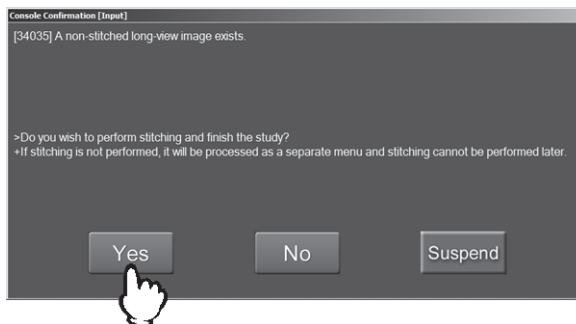 Console Confirmation [Input]
[34035] A non-stitched long-view image exists.
>Do you wish to perform stitching and finish the study?
+If stitching is not performed, it will be processed as a separate menu and stitching cannot be performed later.
Yes No Suspend